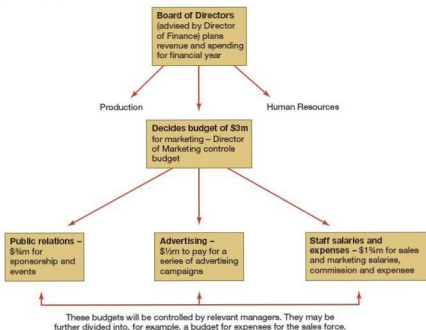 Board of Directors
(advised by Director
of Finance) plans
revenue and spending
for financial year
Production
Human Resources
Decides budget of $3m
for marketing – Director
of Marketing controls
budget
Public relations –
$¾m for
sponsorship and
events
Advertising –
$½m to pay for a
series of advertising
campaigns
Staff salaries and
expenses – $1¾m for sales
and marketing salaries,
commission and expenses
These budgets will be controlled by relevant managers. They may be
further divided into, for example, a budget for expenses for the sales force.